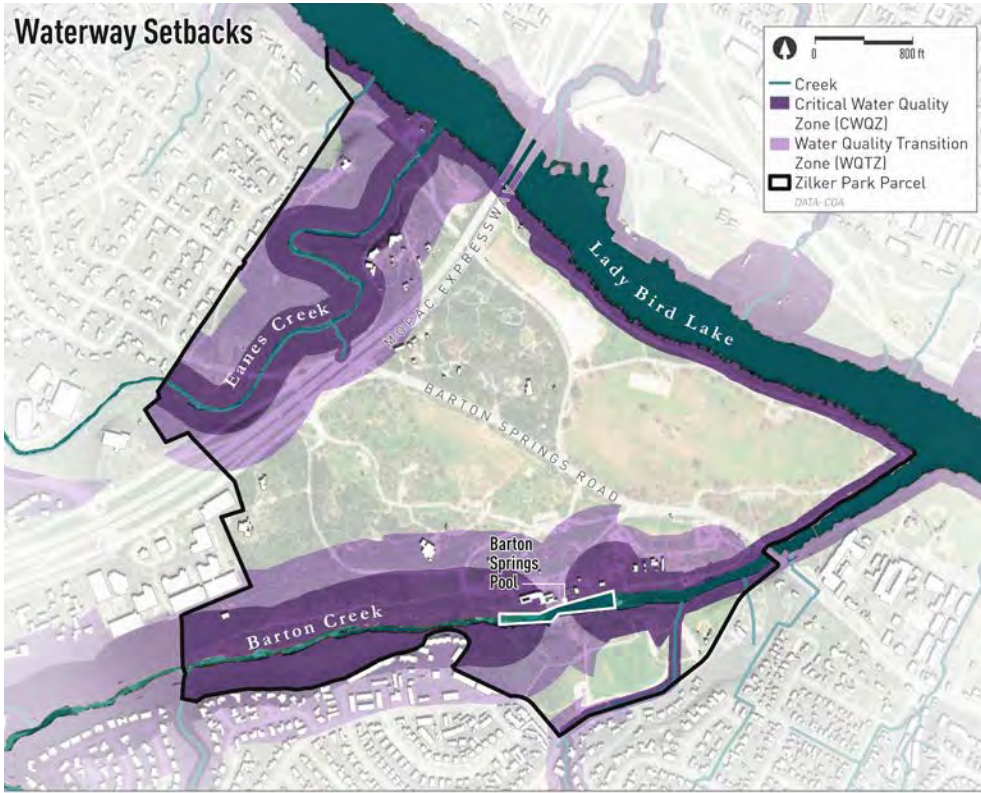 Waterway Setbacks
0 800 ft
Creek
Critical Water Quality
Zone (CWQZ)
Water Quality Transition
Zone (WQTZ)
Zilker Park Parcel
DATA- COA
MOPAC EXPRESSWAY
Lady Bird Lake
Eanes Creek
BARTON SPRINGS ROAD
Barton
Springs
Pool
Barton Creek